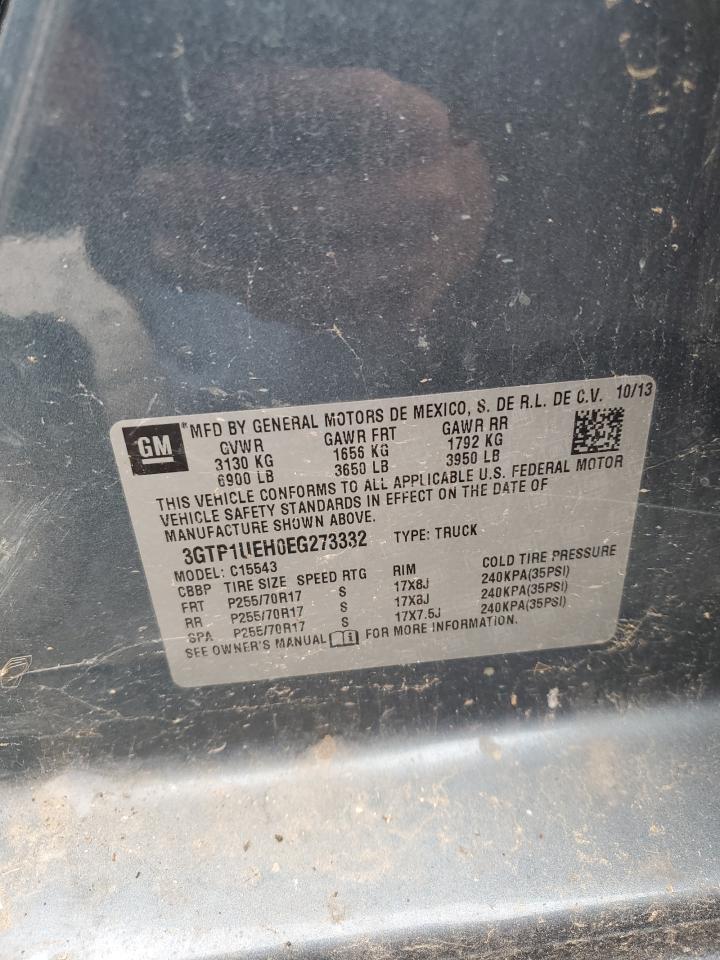 GM
*MFD BY GENERAL MOTORS DE MEXICO, S. DE R.L. DE C.V. 10/13
GVWR GAWR FRT GAWR RR
3130 KG 1656 KG 1792 KG
6900 LB 3650 LB 3950 LB
THIS VEHICLE CONFORMS TO ALL APPLICABLE U.S. FEDERAL MOTOR
VEHICLE SAFETY STANDARDS IN EFFECT ON THE DATE OF
MANUFACTURE SHOWN ABOVE.
3GTP1UEH0EG273332 TYPE: TRUCK
MODEL: C15543
CBBP TIRE SIZE SPEED RTG RIM COLD TIRE PRESSURE
FRT P255/70R17 S 17X8J 240KPA(35PSI)
RR P255/70R17 S 17X8J 240KPA(35PSI)
SPA P255/70R17 S 17X7.5J 240KPA(35PSI)
SEE OWNER'S MANUAL FOR MORE INFORMATION.